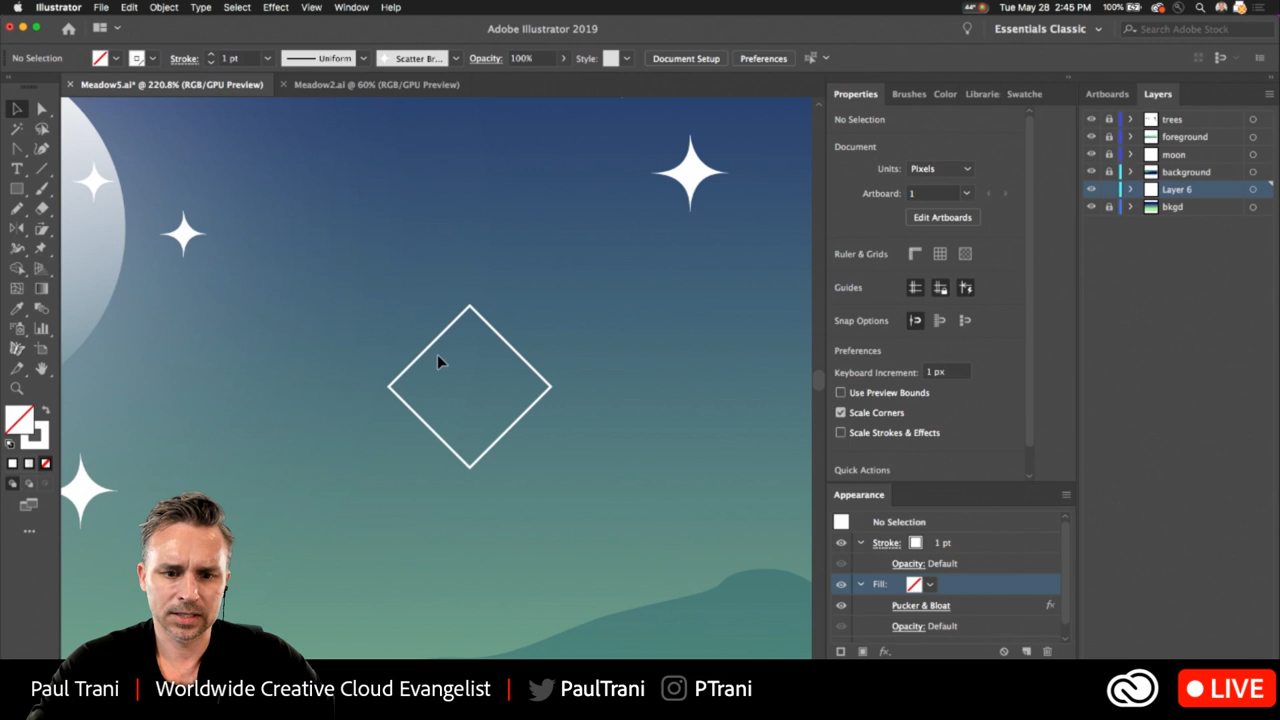 Illustrator File Edit Object Type Select Effect View Window Help
44° Tue May 28 2:45 PM 100%
Adobe Illustrator 2019
Essentials Classic
Search Adobe Stock
No Selection
Stroke: 1 pt
Uniform
Scatter Br...
Opacity: 100%
Style:
Document Setup
Preferences
Meadow5.ai* @ 220.8% (RGB/GPU Preview)
Meadow2.ai @ 60% (RGB/GPU Preview)
Properties Brushes Color Librarie Swatche
No Selection
Document
Units: Pixels
Artboard: 1
Edit Artboards
Ruler & Grids
Guides
Snap Options
Preferences
Keyboard Increment: 1 px
Use Preview Bounds
Scale Corners
Scale Strokes & Effects
Quick Actions
Appearance
No Selection
Stroke: 1 pt
Opacity: Default
Fill:
Pucker & Bloat
Opacity: Default
Artboards Layers
trees
foreground
moon
background
Layer 6
bkgd
Paul Trani | Worldwide Creative Cloud Evangelist | PaulTrani PTrani
LIVE